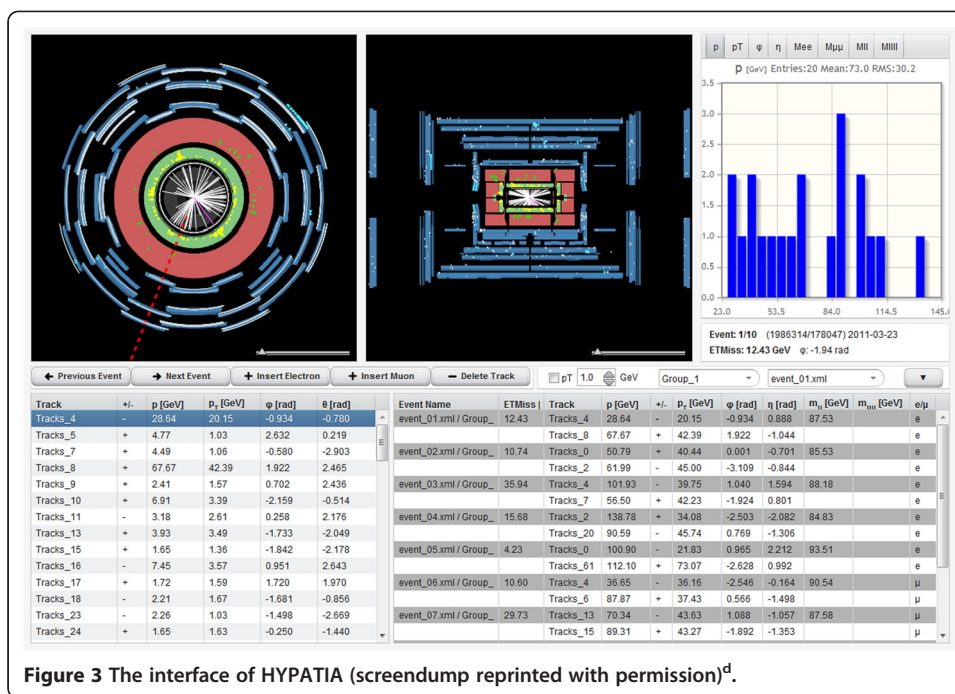 p pT φ η Mee Mμμ Mll Mllll
p [GeV] Entries:20 Mean:73.0 RMS:30.2
3.5
3.0
2.5
2.0
1.5
1.0
0.5
0.0
23.0 53.5 84.0 114.5 145.
Event: 1/10 (1986314/178047) 2011-03-23
ETMiss: 12.43 GeV φ: -1.94 rad
Previous Event Next Event + Insert Electron + Insert Muon − Delete Track pT 1.0 GeV Group_1 event_01.xml
Track +/- p [GeV] pT [GeV] φ [rad] θ [rad]
Tracks_4 - 28.64 20.15 -0.934 -0.780
Tracks_5 + 4.77 1.03 2.632 0.219
Tracks_7 + 4.49 1.06 -0.580 -2.903
Tracks_8 + 67.67 42.39 1.922 2.465
Tracks_9 + 2.41 1.57 0.702 2.436
Tracks_10 + 6.91 3.39 -2.159 -0.514
Tracks_11 - 3.18 2.61 0.258 2.176
Tracks_13 + 3.93 3.49 -1.733 -2.049
Tracks_15 + 1.65 1.36 -1.842 -2.178
Tracks_16 - 7.45 3.57 0.951 2.643
Tracks_17 + 1.72 1.59 1.720 1.970
Tracks_18 - 2.21 1.67 -1.681 -0.856
Tracks_23 - 2.26 1.03 -1.498 -2.669
Tracks_24 + 1.65 1.63 -0.250 -1.440
Event Name ETMiss [ Track p [GeV] +/- pT [GeV] φ [rad] η [rad] mll [GeV] mllll [GeV] e/μ
event_01.xml / Group_ 12.43 Tracks_4 28.64 - 20.15 -0.934 0.888 87.53 e
Tracks_8 67.67 + 42.39 1.922 -1.044 e
event_02.xml / Group_ 10.74 Tracks_0 50.79 + 40.44 0.001 -0.701 85.53 e
Tracks_2 61.99 - 45.00 -3.109 -0.844 e
event_03.xml / Group_ 35.94 Tracks_4 101.93 - 39.75 1.040 1.594 88.18 e
Tracks_7 56.50 + 42.23 -1.924 0.801 e
event_04.xml / Group_ 15.68 Tracks_2 138.78 + 34.08 -2.503 -2.082 84.83 e
Tracks_20 90.59 - 45.74 0.769 -1.306 e
event_05.xml / Group_ 4.23 Tracks_0 100.90 - 21.83 0.965 2.212 93.51 e
Tracks_61 112.10 + 73.07 -2.628 0.992 e
event_06.xml / Group_ 10.60 Tracks_4 36.65 - 36.16 -2.546 -0.164 90.54 μ
Tracks_6 87.87 + 37.43 0.566 -1.498 μ
event_07.xml / Group_ 29.73 Tracks_13 70.34 - 43.63 1.088 -1.057 87.58 μ
Tracks_15 89.31 + 43.27 -1.892 -1.353 μ
Figure 3 The interface of HYPATIA (screendump reprinted with permission)d.